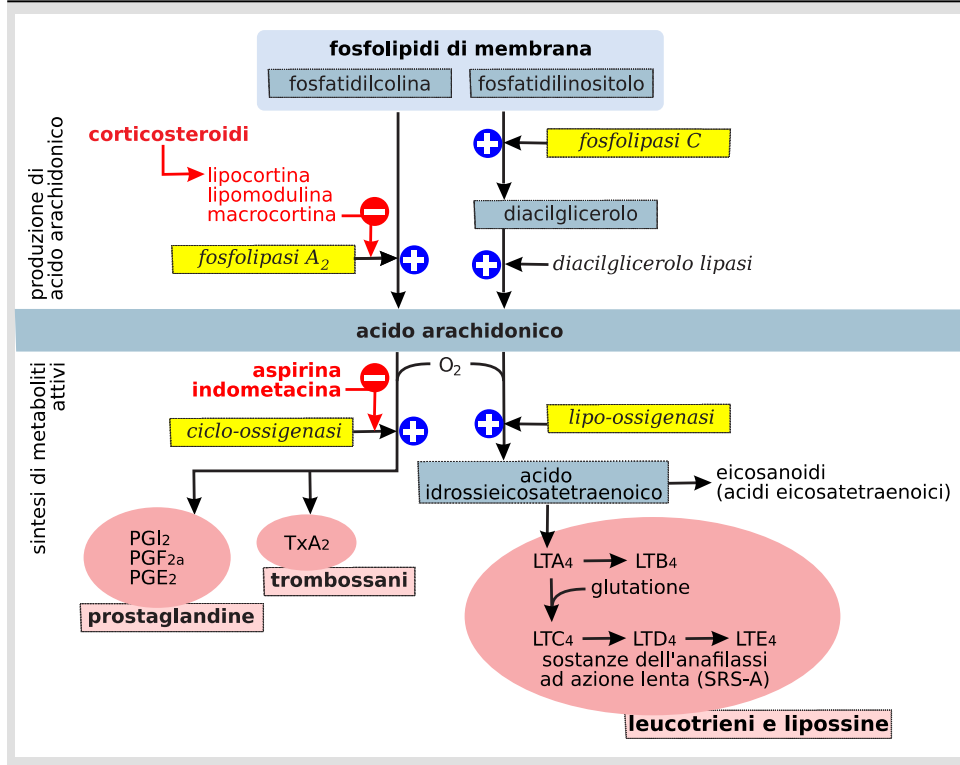 fosfolipidi di membrana
fosfatidilcolina
fosfatidilinositolo
produzione di
acido arachidonico
corticosteroidi
lipocortina
lipomodulina
macrocortina
fosfolipasi C
diacilglicerolo
fosfolipasi A2
diacilglicerolo lipasi
acido arachidonico
sintesi di metaboliti
attivi
O2
aspirina
indometacina
ciclo-ossigenasi
lipo-ossigenasi
acido
idrossieicosatetraenoico
eicosanoidi
(acidi eicosatetraenoici)
PGI2
PGF2a
PGE2
prostaglandine
TxA2
trombossani
LTA4
LTB4
glutatione
LTC4
LTD4
LTE4
sostanze dell'anafilassi
ad azione lenta (SRS-A)
leucotrieni e lipossine